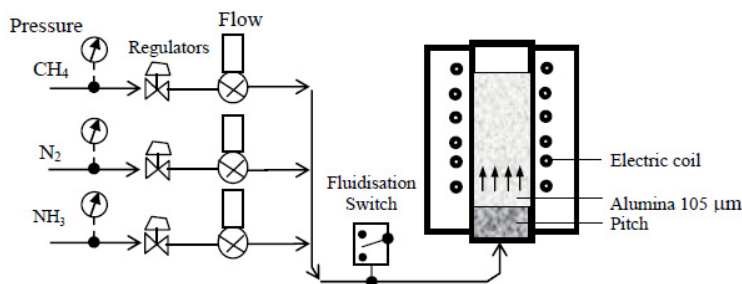 Pressure
Flow
Regulators
CH4
N2
NH3
Fluidisation
Switch
Electric coil
Alumina 105 μm
Pitch